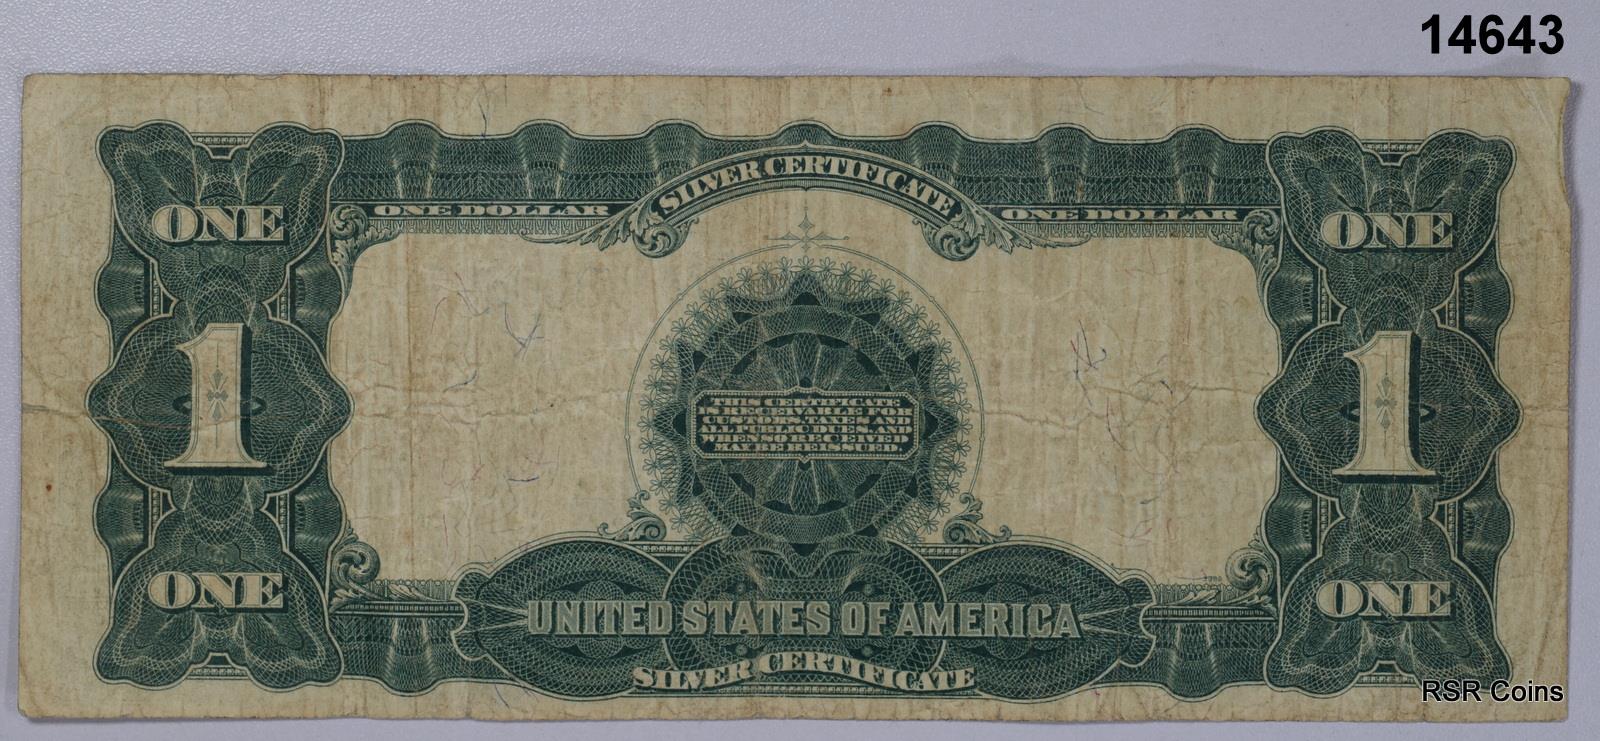 14643
SILVER CERTIFICATE
ONE DOLLAR ONE DOLLAR
ONE ONE
1 1
THIS CERTIFICATE
IS RECEIVABLE FOR
CUSTOMS, TAXES AND
ALL PUBLIC DUES, AND
WHEN SO RECEIVED
MAY BE REISSUED.
ONE ONE
UNITED STATES OF AMERICA
SILVER CERTIFICATE
RSR Coins